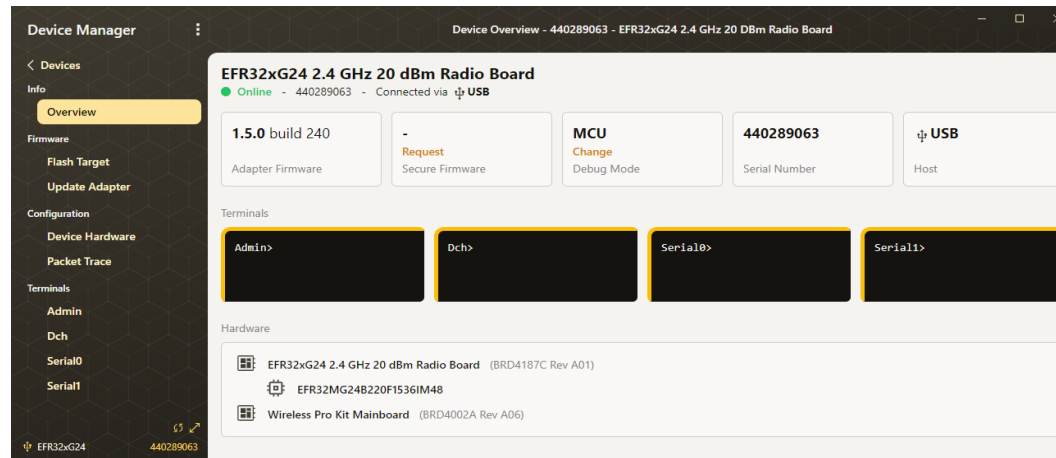 Device Manager
Device Overview - 440289063 - EFR32xG24 2.4 GHz 20 DBm Radio Board
Devices
Info
Overview
Firmware
Flash Target
Update Adapter
Configuration
Device Hardware
Packet Trace
Terminals
Admin
Dch
Serial0
Serial1
EFR32xG24
440289063
EFR32xG24 2.4 GHz 20 dBm Radio Board
Online - 440289063 - Connected via USB
1.5.0 build 240
Adapter Firmware
-
Request
Secure Firmware
MCU
Change
Debug Mode
440289063
Serial Number
USB
Host
Terminals
Admin>
Dch>
Serial0>
Serial1>
Hardware
EFR32xG24 2.4 GHz 20 dBm Radio Board (BRD4187C Rev A01)
EFR32MG24B220F1536IM48
Wireless Pro Kit Mainboard (BRD4002A Rev A06)